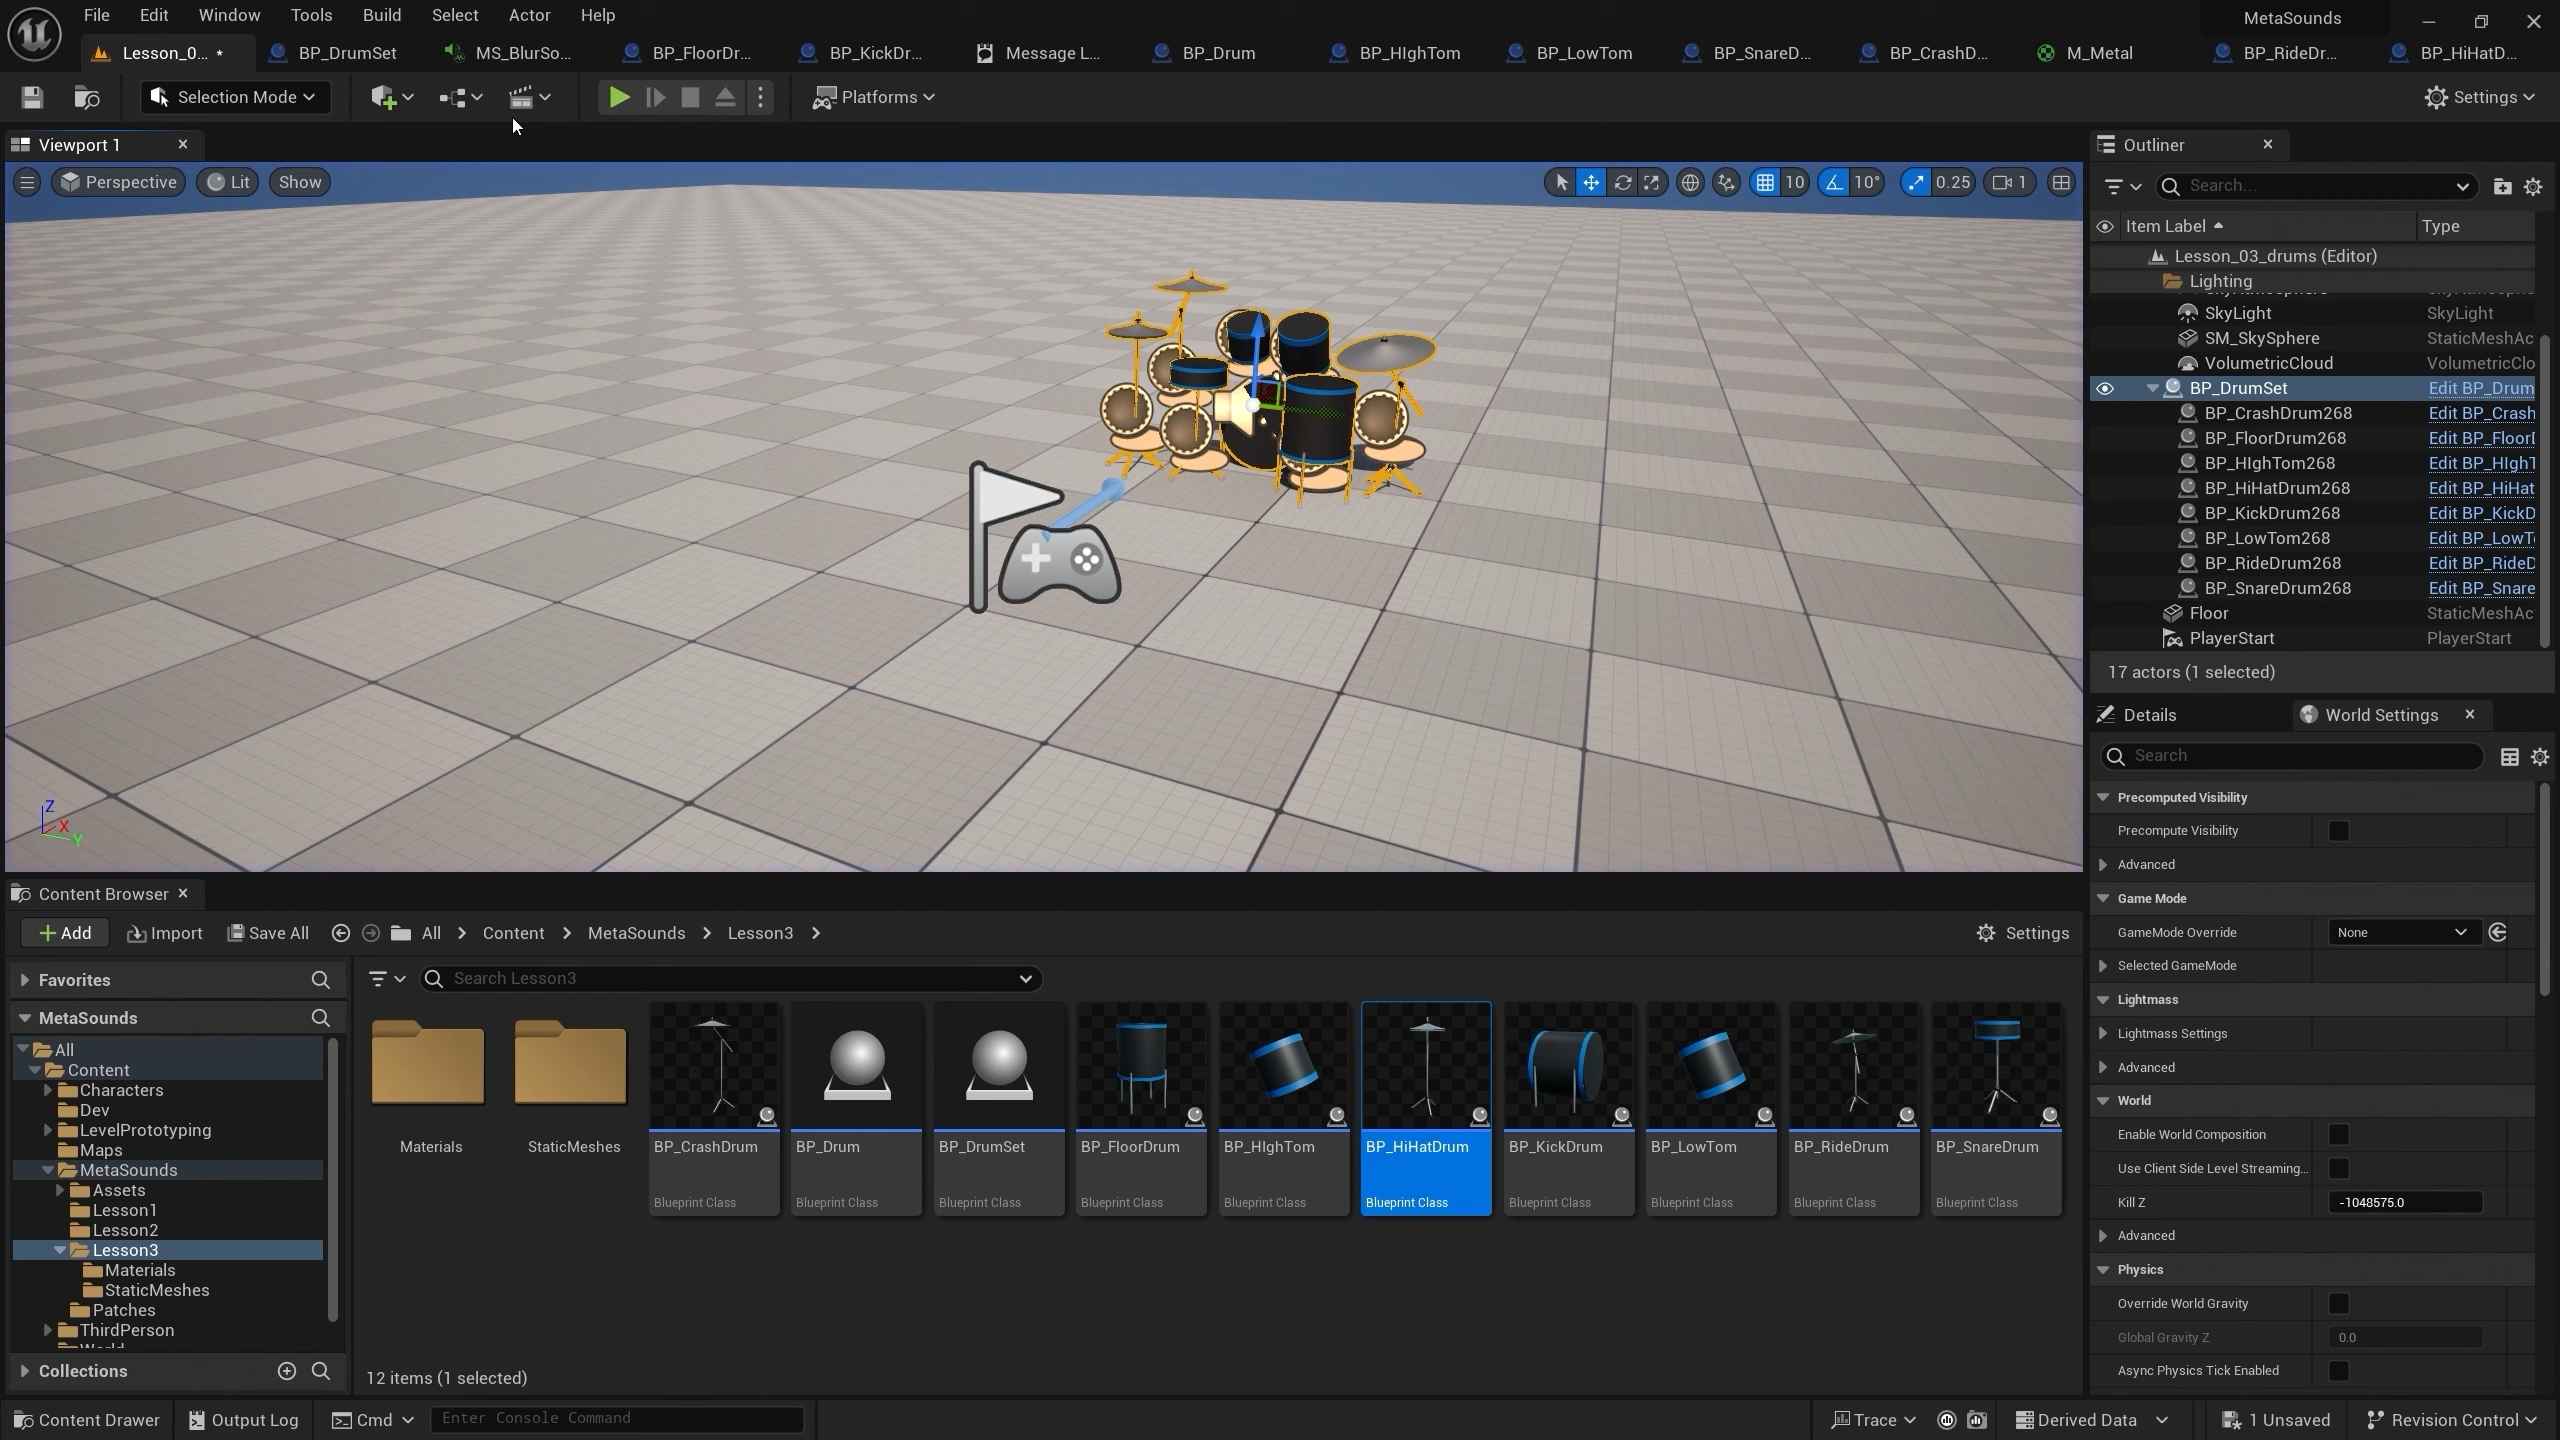 File Edit Window Tools Build Select Actor Help
MetaSounds
Lesson_0... • BP_DrumSet MS_BlurSo... BP_FloorDr... BP_KickDr... Message L... BP_Drum BP_HIghTom BP_LowTom BP_SnareD... BP_CrashD... M_Metal BP_RideDr... BP_HiHatD...
Selection Mode Platforms Settings
Viewport 1
Perspective Lit Show 10 10° 0.25 1
Z
X
Y
Outliner
Search...
Item Label Type
Lesson_03_drums (Editor)
Lighting
SkyLight SkyLight
SM_SkySphere StaticMeshAc
VolumetricCloud VolumetricClo
BP_DrumSet Edit BP_Drum
BP_CrashDrum268 Edit BP_Crash
BP_FloorDrum268 Edit BP_Floor
BP_HIghTom268 Edit BP_HIghT
BP_HiHatDrum268 Edit BP_HiHat
BP_KickDrum268 Edit BP_KickD
BP_LowTom268 Edit BP_LowT
BP_RideDrum268 Edit BP_RideD
BP_SnareDrum268 Edit BP_Snare
Floor StaticMeshAc
PlayerStart PlayerStart
17 actors (1 selected)
Details World Settings
Search
Precomputed Visibility
Precompute Visibility
Advanced
Game Mode
GameMode Override None
Selected GameMode
Lightmass
Lightmass Settings
Advanced
World
Enable World Composition
Use Client Side Level Streaming...
Kill Z -1048575.0
Advanced
Physics
Override World Gravity
Global Gravity Z 0.0
Async Physics Tick Enabled
Content Browser
Add Import Save All All Content MetaSounds Lesson3 Settings
Favorites
MetaSounds
All
Content
Characters
Dev
LevelPrototyping
Maps
MetaSounds
Assets
Lesson1
Lesson2
Lesson3
Materials
StaticMeshes
Patches
ThirdPerson
Collections
Search Lesson3
Materials StaticMeshes BP_CrashDrum BP_Drum BP_DrumSet BP_FloorDrum BP_HIghTom BP_HiHatDrum BP_KickDrum BP_LowTom BP_RideDrum BP_SnareDrum
Blueprint Class Blueprint Class Blueprint Class Blueprint Class Blueprint Class Blueprint Class Blueprint Class Blueprint Class Blueprint Class Blueprint Class
12 items (1 selected)
Content Drawer Output Log Cmd Enter Console Command Trace Derived Data 1 Unsaved Revision Control